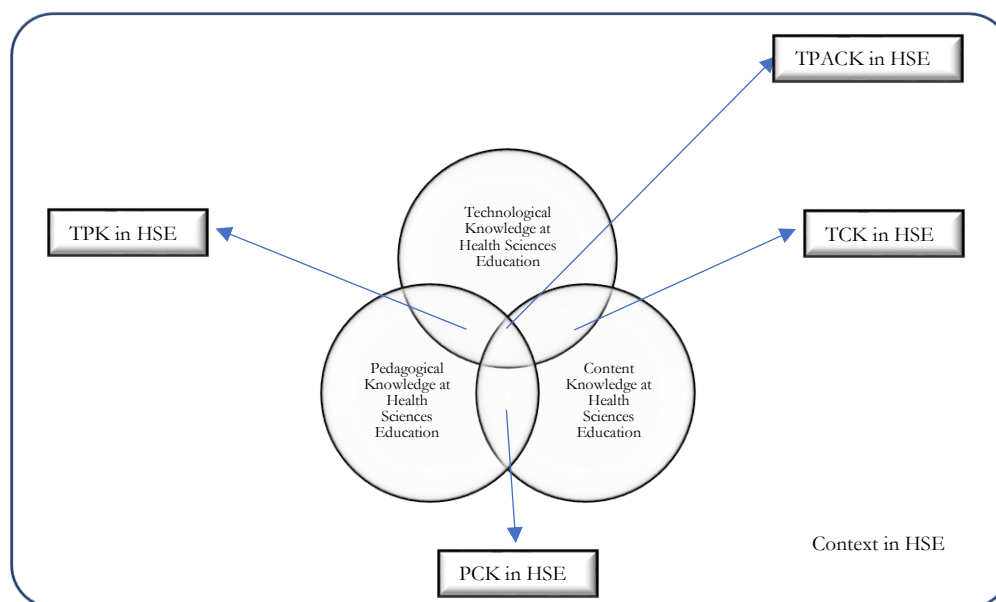 TPACK in HSE
Technological
Knowledge at
Health Sciences
Education
TPK in HSE
TCK in HSE
Pedagogical
Knowledge at
Health
Sciences
Education
Content
Knowledge at
Health
Sciences
Education
Context in HSE
PCK in HSE